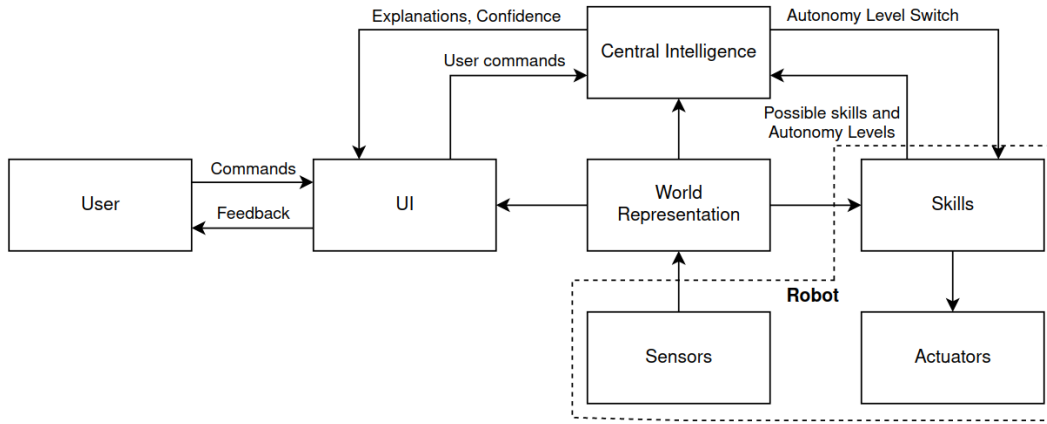 Explanations, Confidence
Autonomy Level Switch
Central Intelligence
User commands
Possible skills and
Autonomy Levels
Commands
User
UI
World
Representation
Skills
Feedback
Robot
Sensors
Actuators